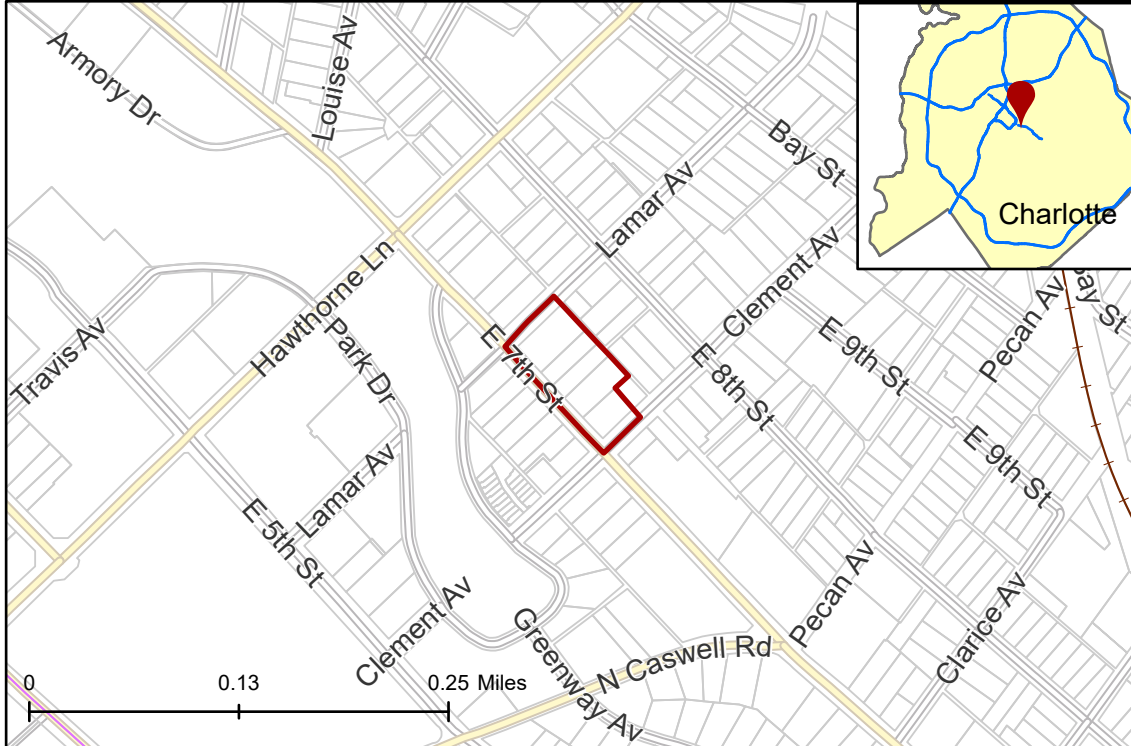 Armory Dr
Louise Av
Bay St
Charlotte
Lamar Av
Clement Av
Bay St
Pecan Av
Hawthorne Ln
Travis Av
Park Dr
E 7th St
E 8th St
E 9th St
E 9th St
Lamar Av
E 5th St
Clement Av
Greenway Av
N Caswell Rd
Pecan Av
Clarice Av
0
0.13
0.25 Miles